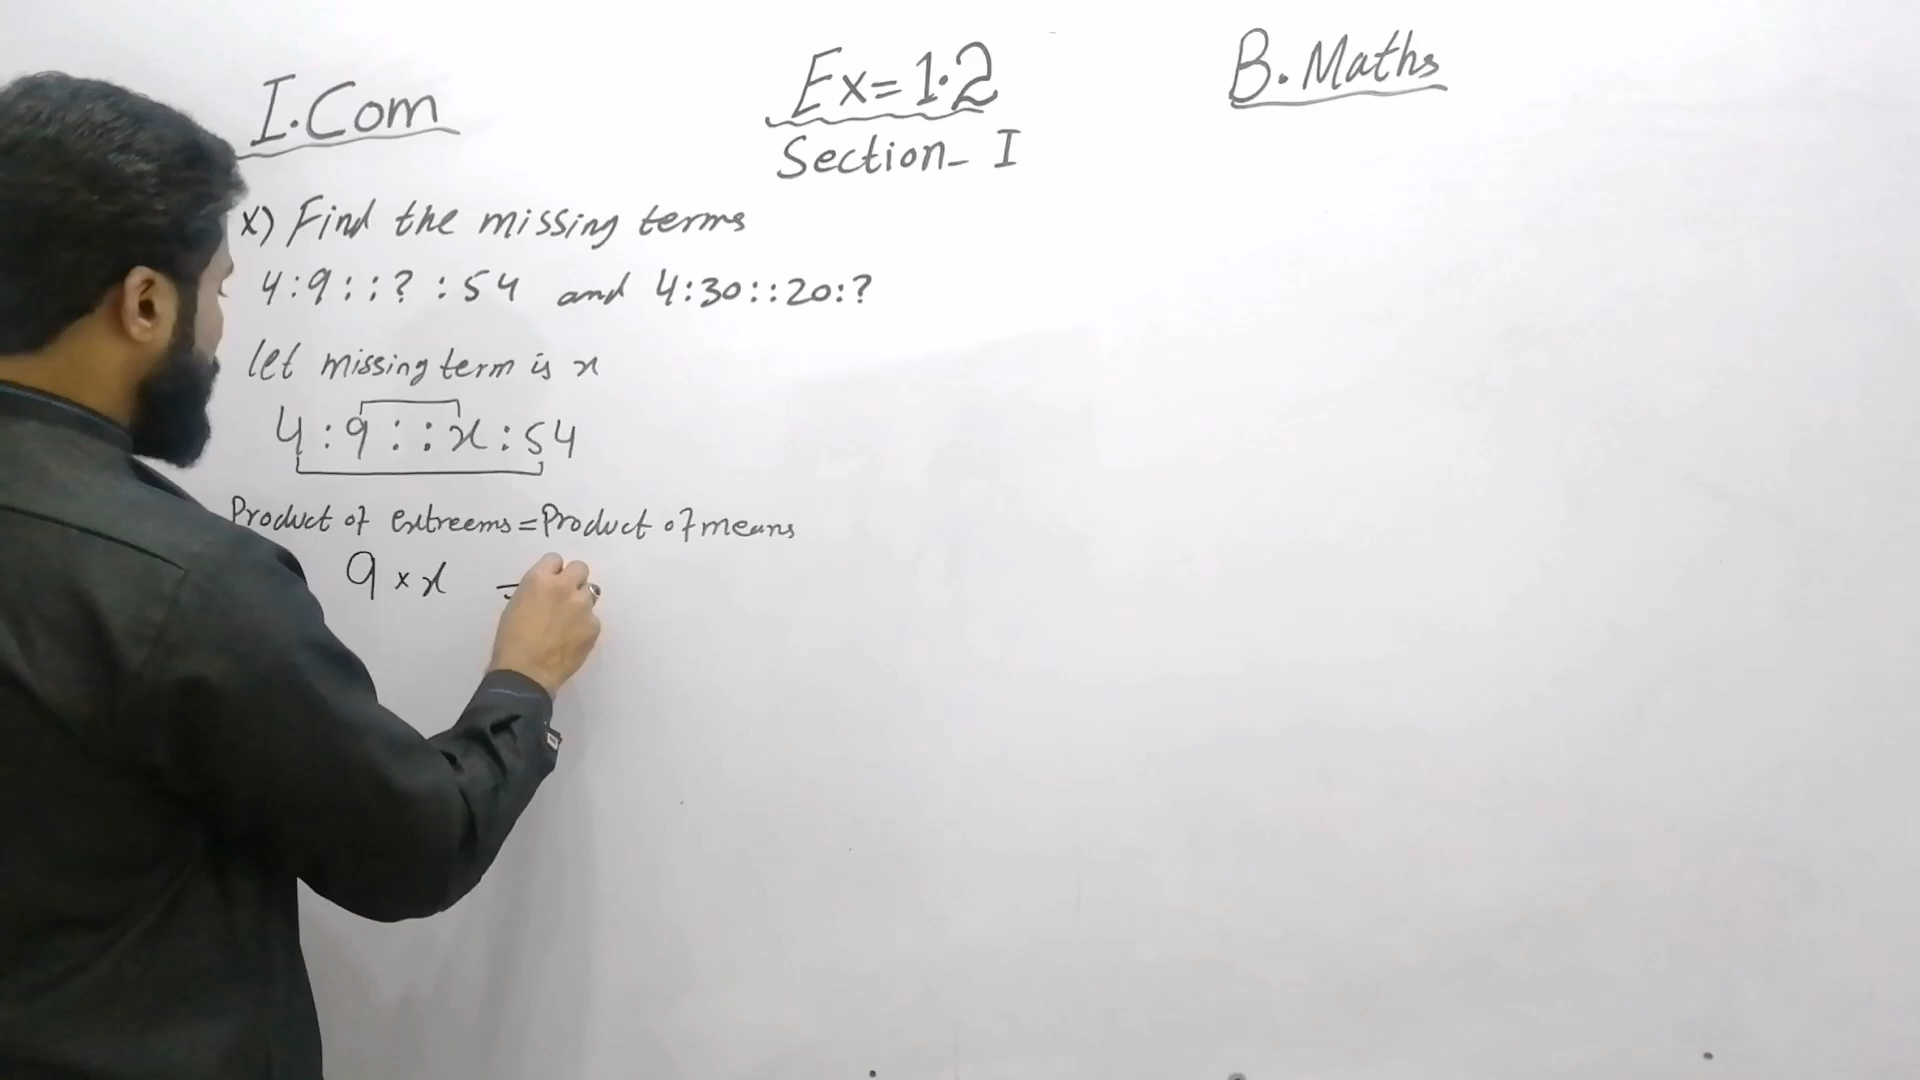 I.Com
Ex=1.2
B.Maths
Section- I
x) Find the missing terms
4:9::?:54 and 4:30::20:?
let missing term is x
4:9::x:54
Product of extreems=Product of means
9×x =